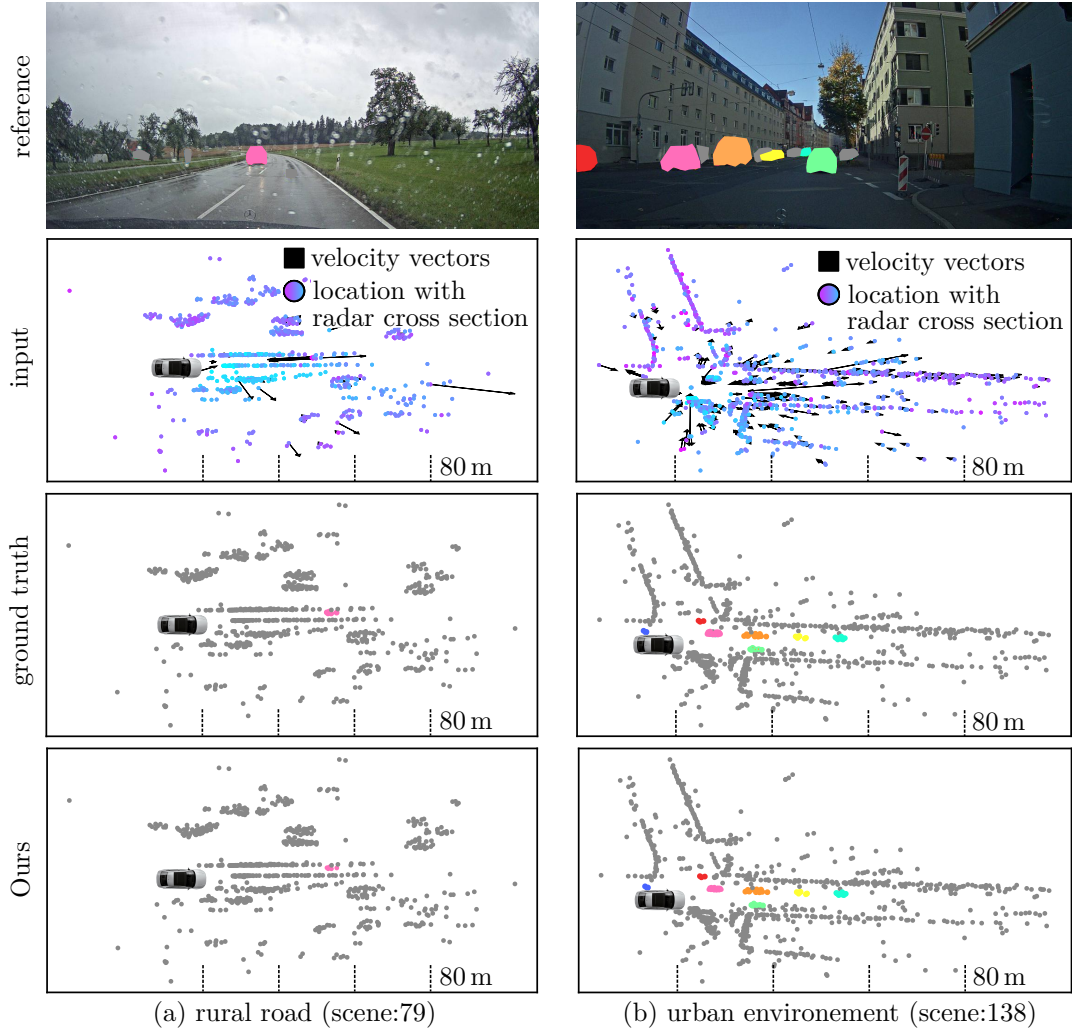 reference
input
velocity vectors
location with
radar cross section
80 m
velocity vectors
location with
radar cross section
80 m
ground truth
80 m
80 m
Ours
80 m
80 m
(a) rural road (scene:79)
(b) urban environement (scene:138)